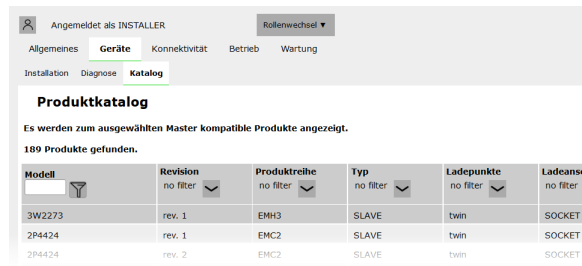 Angemeldet als INSTALLER Rollenwechsel ▼
Allgemeines Geräte Konnektivität Betrieb Wartung
Installation Diagnose Katalog
Produktkatalog
Es werden zum ausgewählten Master kompatible Produkte angezeigt.
189 Produkte gefunden.
Modell Revision Produktreihe Typ Ladepunkte
no filter no filter no filter no filter no filter
3W2273 rev. 1 EMH3 SLAVE twin SOCKET
2P4424 rev. 1 EMC2 SLAVE twin SOCKET
2P4424 rev. 2 EMC2 SLAVE twin SOCKET